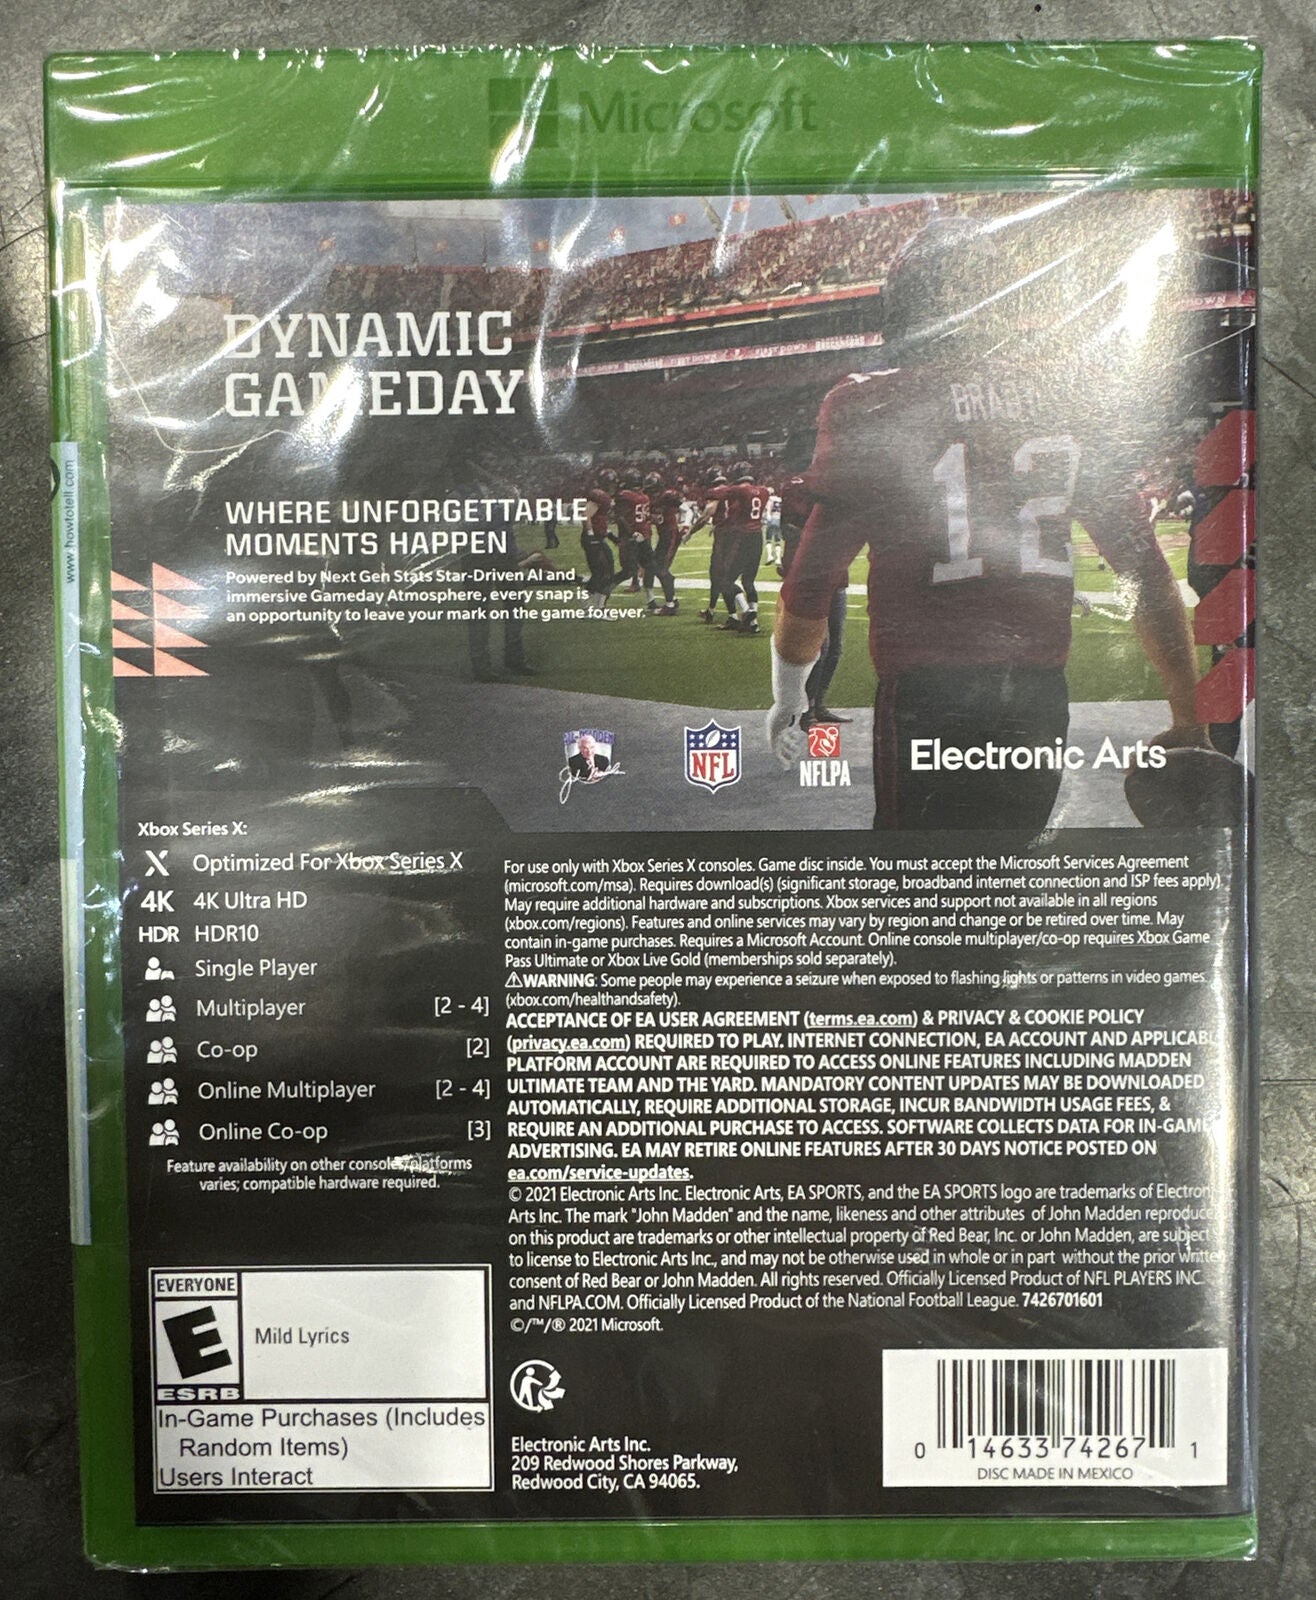 Microsoft
DYNAMIC
GAMEDAY
BRADY
12
8
WHERE UNFORGETTABLE
MOMENTS HAPPEN
Powered by Next Gen Stats Star-Driven AI and
immersive Gameday Atmosphere, every snap is
an opportunity to leave your mark on the game forever.
www.howtotell.com
NFL
NFLPA
Electronic Arts
Xbox Series X:
X Optimized For Xbox Series X
4K 4K Ultra HD
HDR HDR10
Single Player
Multiplayer [2 - 4]
Co-op [2]
Online Multiplayer [2 - 4]
Online Co-op [3]
Feature availability on other consoles/platforms
varies; compatible hardware required.
For use only with Xbox Series X consoles. Game disc inside. You must accept the Microsoft Services Agreement
(microsoft.com/msa). Requires download(s) (significant storage, broadband internet connection and ISP fees apply).
May require additional hardware and subscriptions. Xbox services and support not available in all regions
(xbox.com/regions). Features and online services may vary by region and change or be retired over time. May
contain in-game purchases. Requires a Microsoft Account. Online console multiplayer/co-op requires Xbox Game
Pass Ultimate or Xbox Live Gold (memberships sold separately).
⚠WARNING: Some people may experience a seizure when exposed to flashing lights or patterns in video games.
(xbox.com/healthandsafety).
ACCEPTANCE OF EA USER AGREEMENT (terms.ea.com) & PRIVACY & COOKIE POLICY
(privacy.ea.com) REQUIRED TO PLAY. INTERNET CONNECTION, EA ACCOUNT AND APPLICABL
PLATFORM ACCOUNT ARE REQUIRED TO ACCESS ONLINE FEATURES INCLUDING MADDEN
ULTIMATE TEAM AND THE YARD. MANDATORY CONTENT UPDATES MAY BE DOWNLOADED
AUTOMATICALLY, REQUIRE ADDITIONAL STORAGE, INCUR BANDWIDTH USAGE FEES, &
REQUIRE AN ADDITIONAL PURCHASE TO ACCESS. SOFTWARE COLLECTS DATA FOR IN-GAME
ADVERTISING. EA MAY RETIRE ONLINE FEATURES AFTER 30 DAYS NOTICE POSTED ON
ea.com/service-updates.
© 2021 Electronic Arts Inc. Electronic Arts, EA SPORTS, and the EA SPORTS logo are trademarks of Electron
Arts Inc. The mark "John Madden" and the name, likeness and other attributes of John Madden reproduce
on this product are trademarks or other intellectual property of Red Bear, Inc. or John Madden, are subject
to license to Electronic Arts Inc., and may not be otherwise used in whole or in part without the prior written
consent of Red Bear or John Madden. All rights reserved. Officially Licensed Product of NFL PLAYERS INC.
and NFLPA.COM. Officially Licensed Product of the National Football League. 7426701601
©/™/® 2021 Microsoft.
EVERYONE
E
ESRB
Mild Lyrics
In-Game Purchases (Includes
Random Items)
Users Interact
Electronic Arts Inc.
209 Redwood Shores Parkway,
Redwood City, CA 94065.
0 14633 74267 1
DISC MADE IN MEXICO